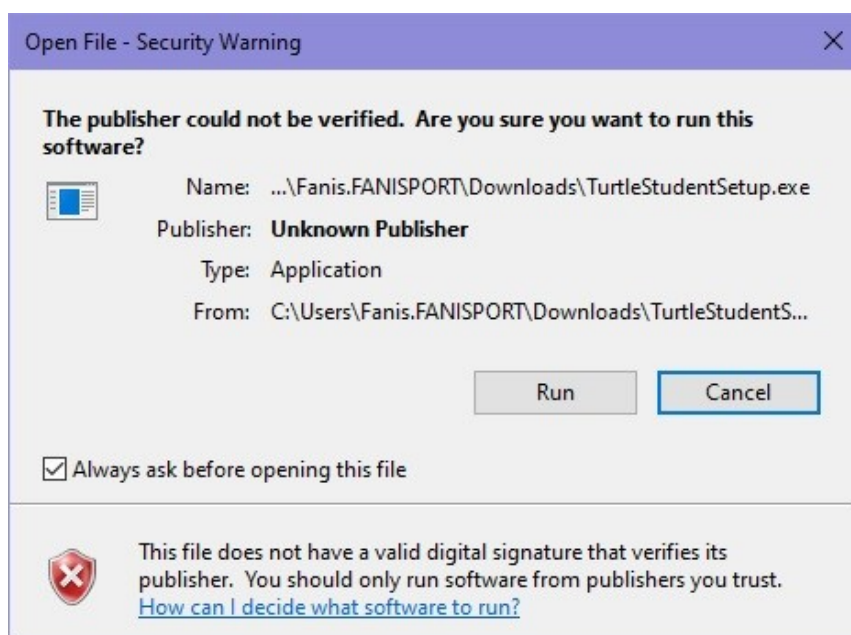 Open File - Security Warning
The publisher could not be verified.  Are you sure you want to run this
software?
Name: ...\Fanis.FANISPORT\Downloads\TurtleStudentSetup.exe
Publisher: Unknown Publisher
Type: Application
From: C:\Users\Fanis.FANISPORT\Downloads\TurtleStudentS...
Run Cancel
Always ask before opening this file
This file does not have a valid digital signature that verifies its
publisher.  You should only run software from publishers you trust.
How can I decide what software to run?